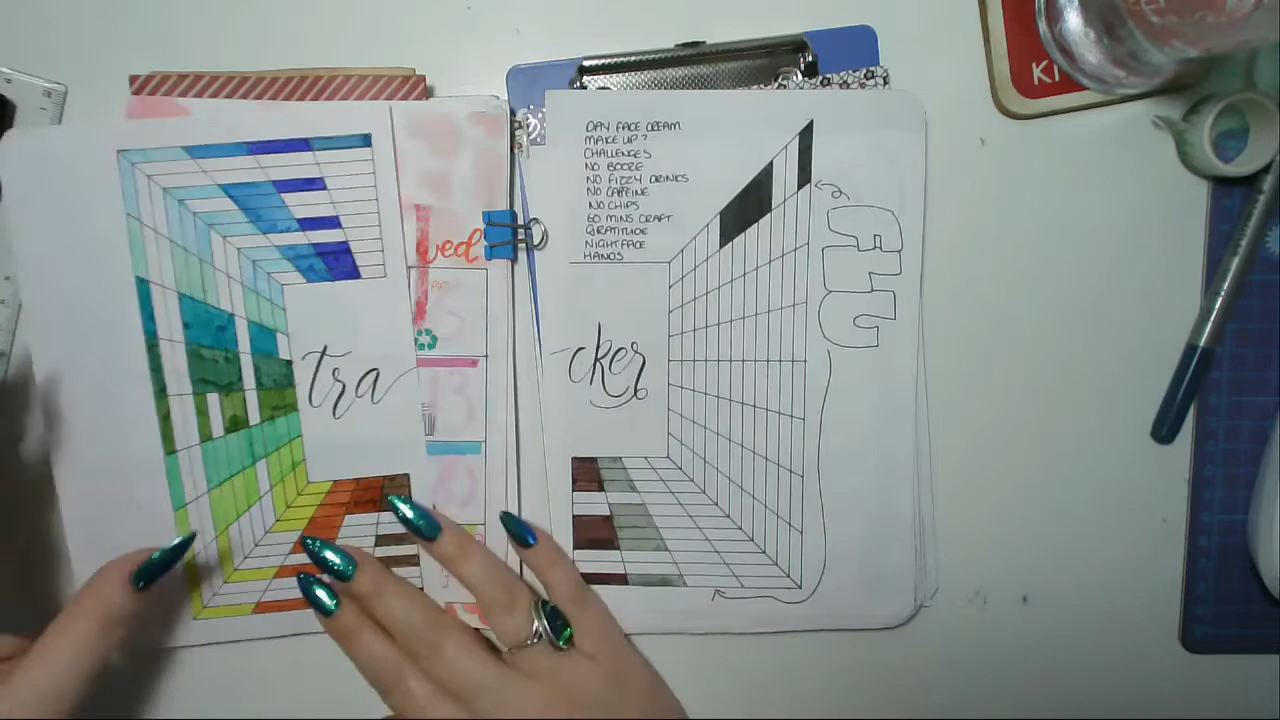 DAY FACE CREAM
MAKE UP?
CHALLENGES
NO BOOZE
NO FIZZY DRINKS
NO CAFFEINE
NO CHIPS
60 MINS CRAFT
GRATITUDE
NIGHT FACE
HANDS
tra
cker
wed
13
FLU
KI